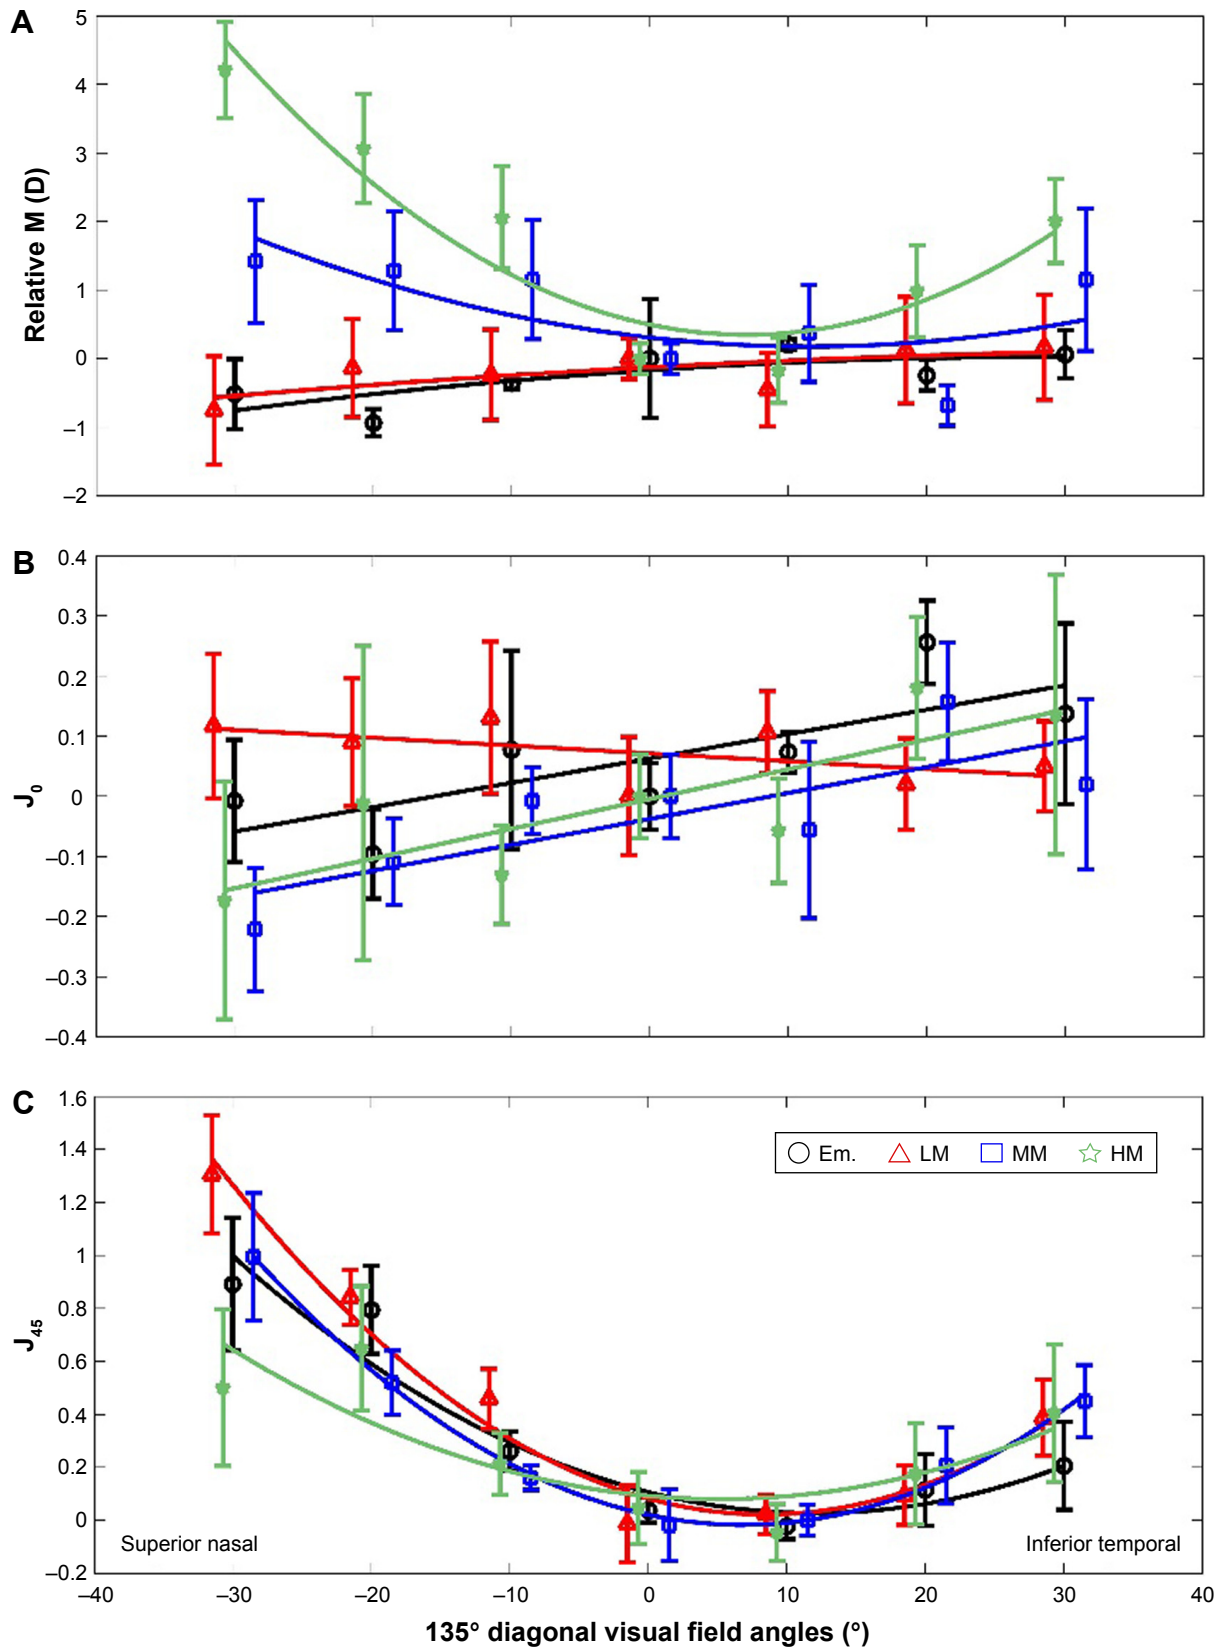 A
5
4
3
2
1
0
–1
–2
Relative M (D)
B
0.4
0.3
0.2
0.1
0
–0.1
–0.2
–0.3
–0.4
J0
C
1.6
1.4
1.2
1
0.8
0.6
0.4
0.2
0
–0.2
J45
Em. LM MM HM
Superior nasal Inferior temporal
–40 –30 –20 –10 0 10 20 30 40
135° diagonal visual field angles (°)